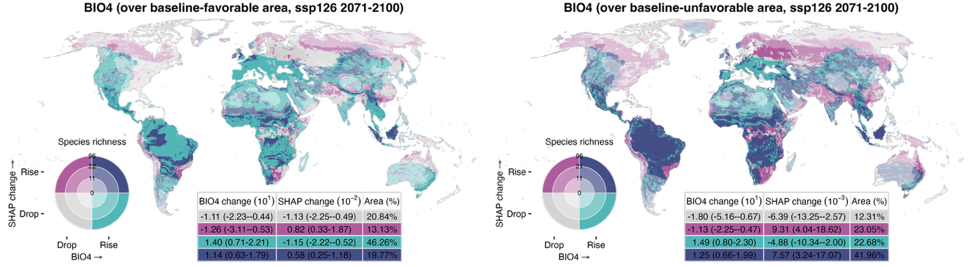 BIO4 (over baseline-favorable area, ssp126 2071-2100)
Species richness
96
22
11
0
SHAP change →
Rise
Drop
Drop
Rise
BIO4 →
BIO4 change (10¹) SHAP change (10⁻²) Area (%)
-1.11 (-2.23--0.44) -1.13 (-2.25--0.49) 20.84%
-1.26 (-3.11--0.53) 0.82 (0.33-1.87) 13.13%
1.40 (0.71-2.21) -1.15 (-2.22--0.52) 46.26%
1.14 (0.63-1.79) 0.58 (0.25-1.18) 19.77%
BIO4 (over baseline-unfavorable area, ssp126 2071-2100)
Species richness
96
22
11
0
SHAP change →
Rise
Drop
Drop
Rise
BIO4 →
BIO4 change (10¹) SHAP change (10⁻³) Area (%)
-1.80 (-5.16--0.67) -6.39 (-13.25--2.57) 12.31%
-1.13 (-2.25--0.47) 9.31 (4.04-18.62) 23.05%
1.49 (0.80-2.30) -4.88 (-10.34--2.00) 22.68%
1.25 (0.66-1.99) 7.57 (3.24-17.07) 41.96%